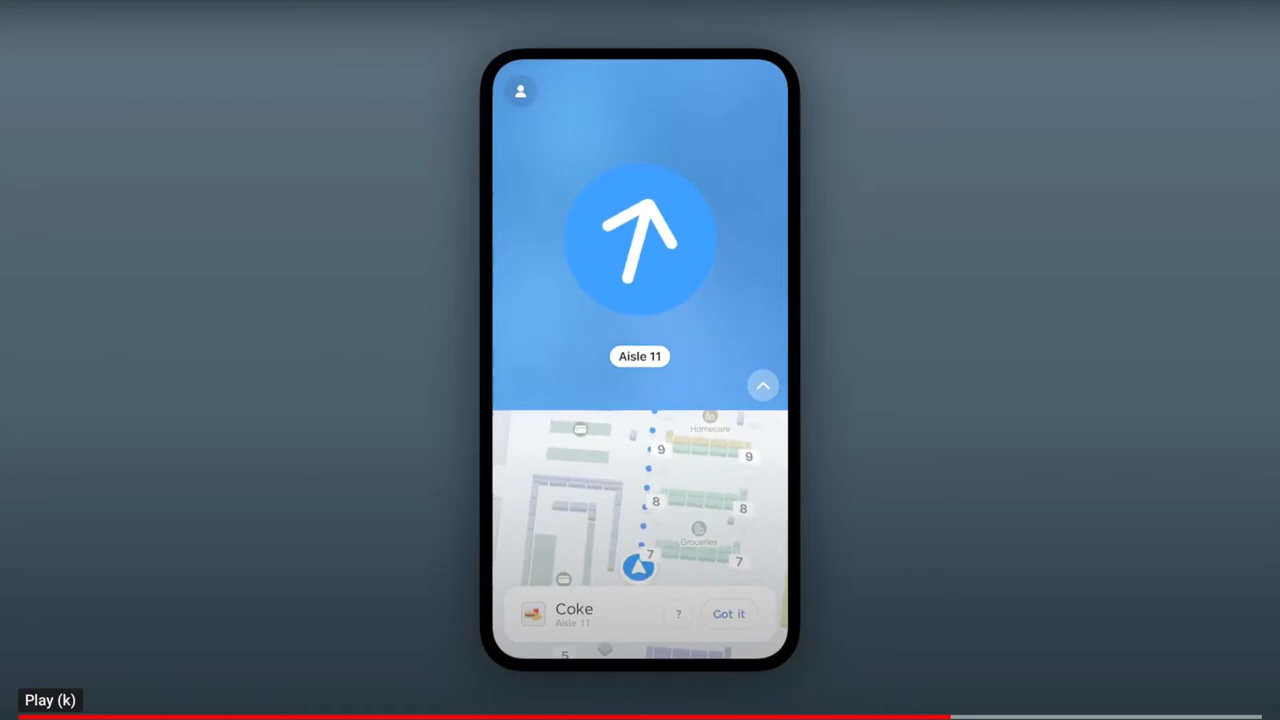 Aisle 11
Homecare
9
9
8
8
Groceries
7
7
Coke
Aisle 11
?
Got it
5
Play (k)